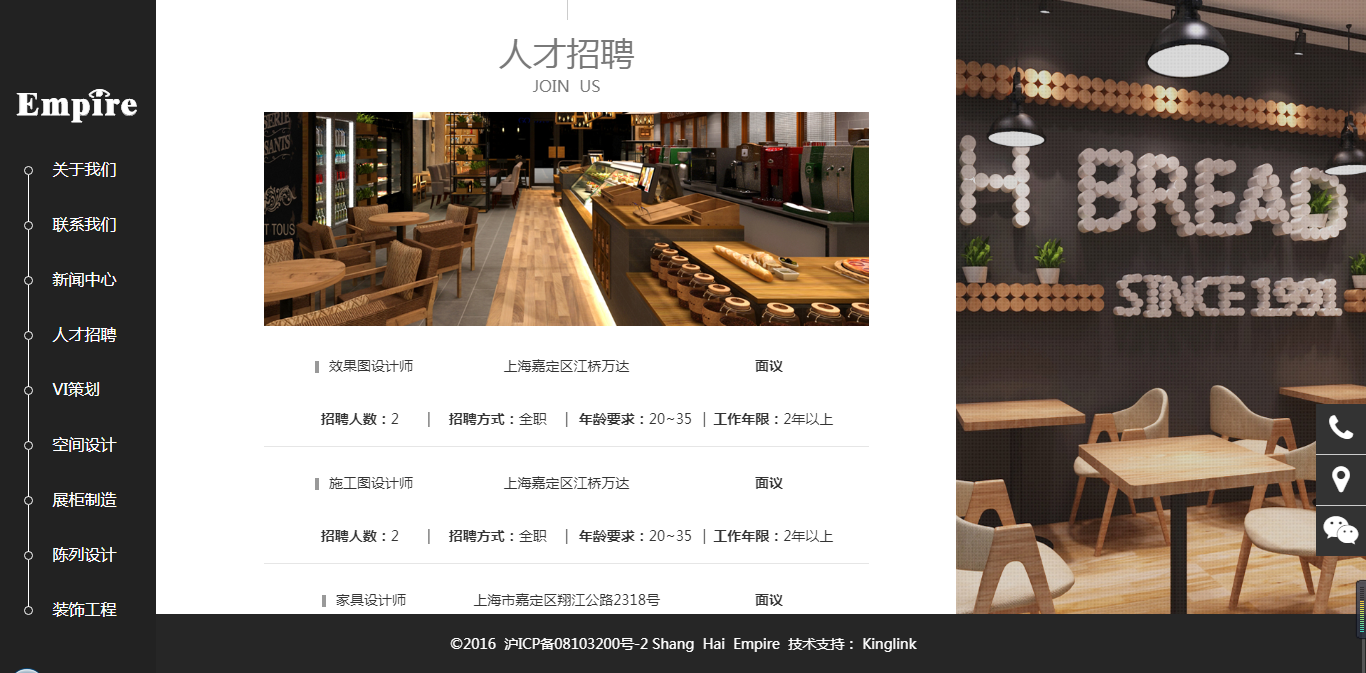 Empire
关于我们
联系我们
新闻中心
人才招聘
VI策划
空间设计
展柜制造
陈列设计
装饰工程
人才招聘
JOIN US
效果图设计师 上海嘉定区江桥万达 面议
招聘人数：2 | 招聘方式：全职 | 年龄要求：20~35 | 工作年限：2年以上
施工图设计师 上海嘉定区江桥万达 面议
招聘人数：2 | 招聘方式：全职 | 年龄要求：20~35 | 工作年限：2年以上
家具设计师 上海市嘉定区翔江公路2318号 面议
H BREAD
SINCE 1991
©2016 沪ICP备08103200号-2 Shang Hai Empire 技术支持： Kinglink